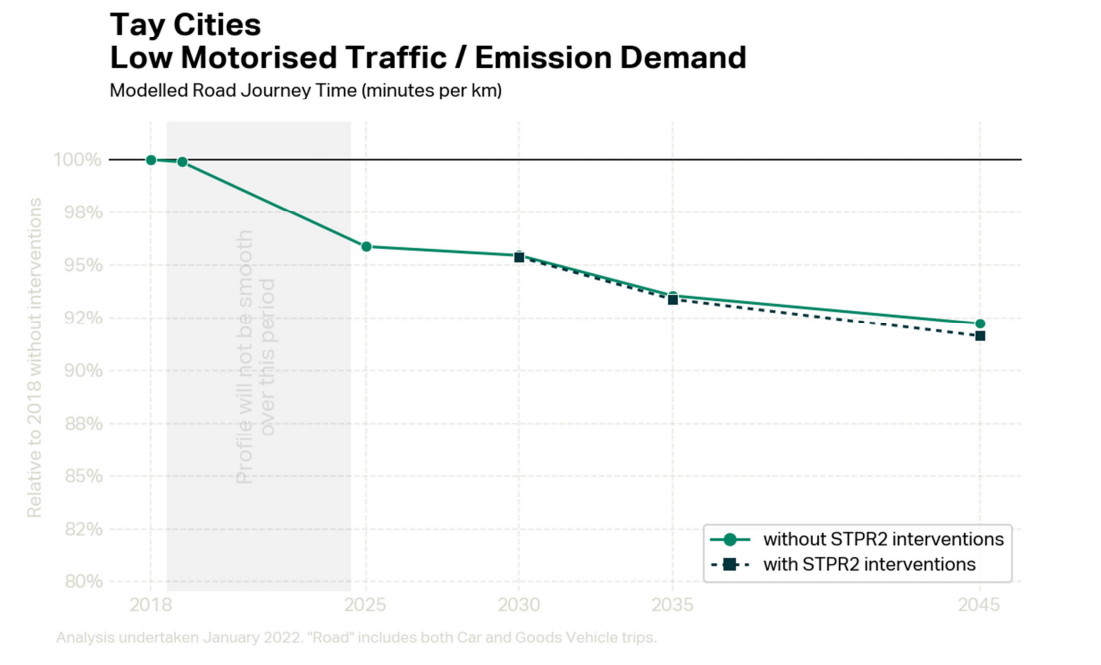 Tay Cities
Low Motorised Traffic / Emission Demand
Modelled Road Journey Time (minutes per km)
Relative to 2018 without interventions
100%
98%
95%
92%
90%
88%
85%
82%
80%
Profile will not be smooth
over this period
without STPR2 interventions
with STPR2 interventions
2018
2025
2030
2035
2045
Analysis undertaken January 2022. "Road" includes both Car and Goods Vehicle trips.